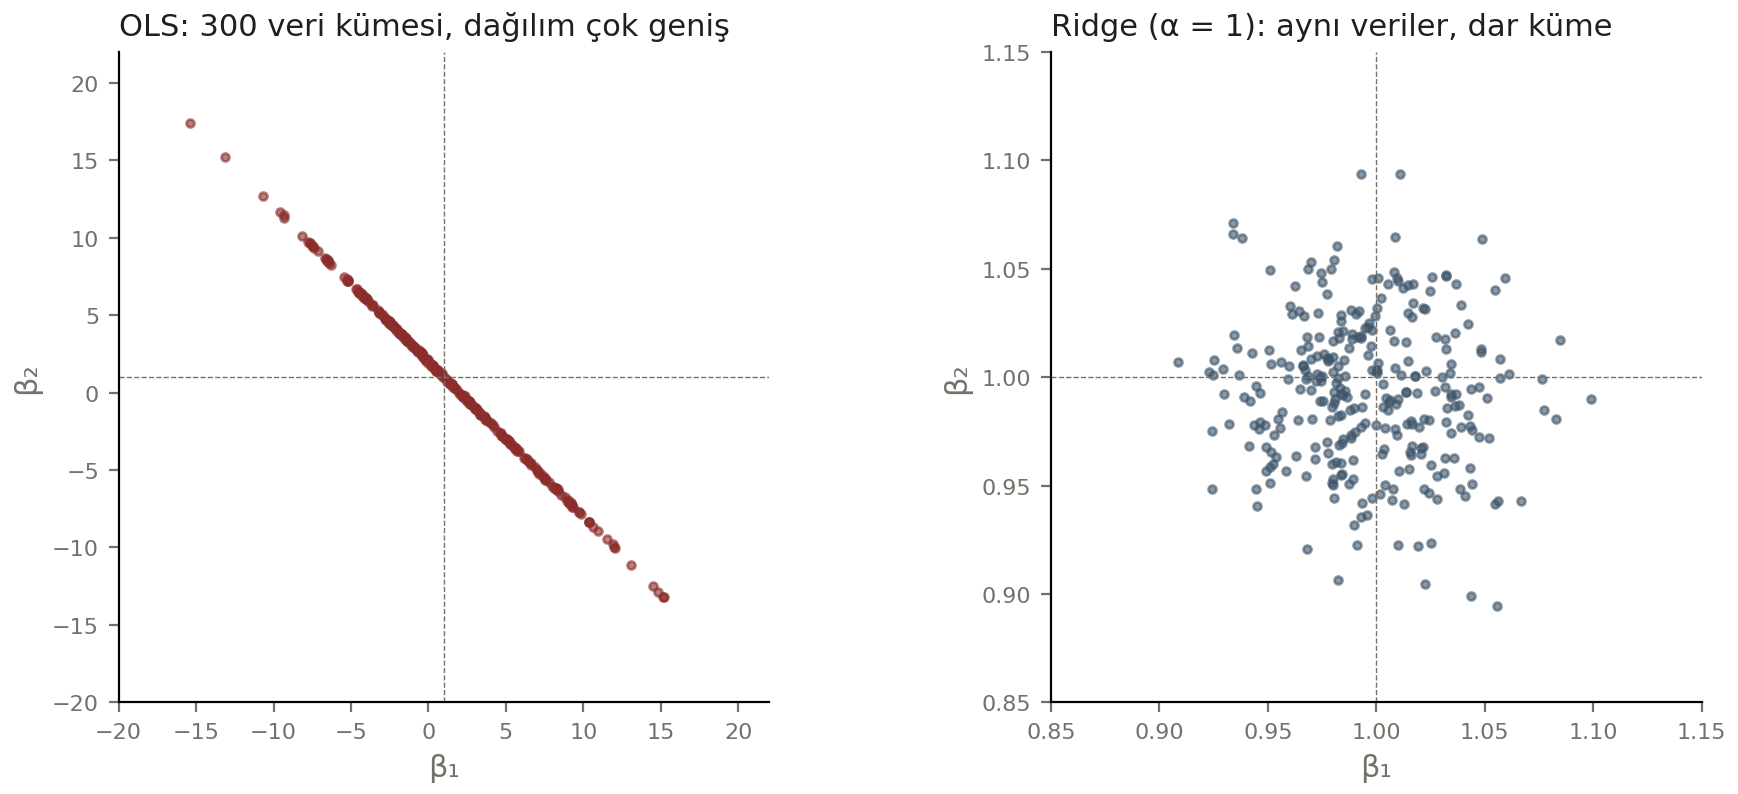 OLS: 300 veri kümesi, dağılım çok geniş
20
15
10
5
0
−5
−10
−15
−20
β₂
−20 −15 −10 −5 0 5 10 15 20
β₁
Ridge (α = 1): aynı veriler, dar küme
1.15
1.10
1.05
1.00
0.95
0.90
0.85
β₂
0.85 0.90 0.95 1.00 1.05 1.10 1.15
β₁